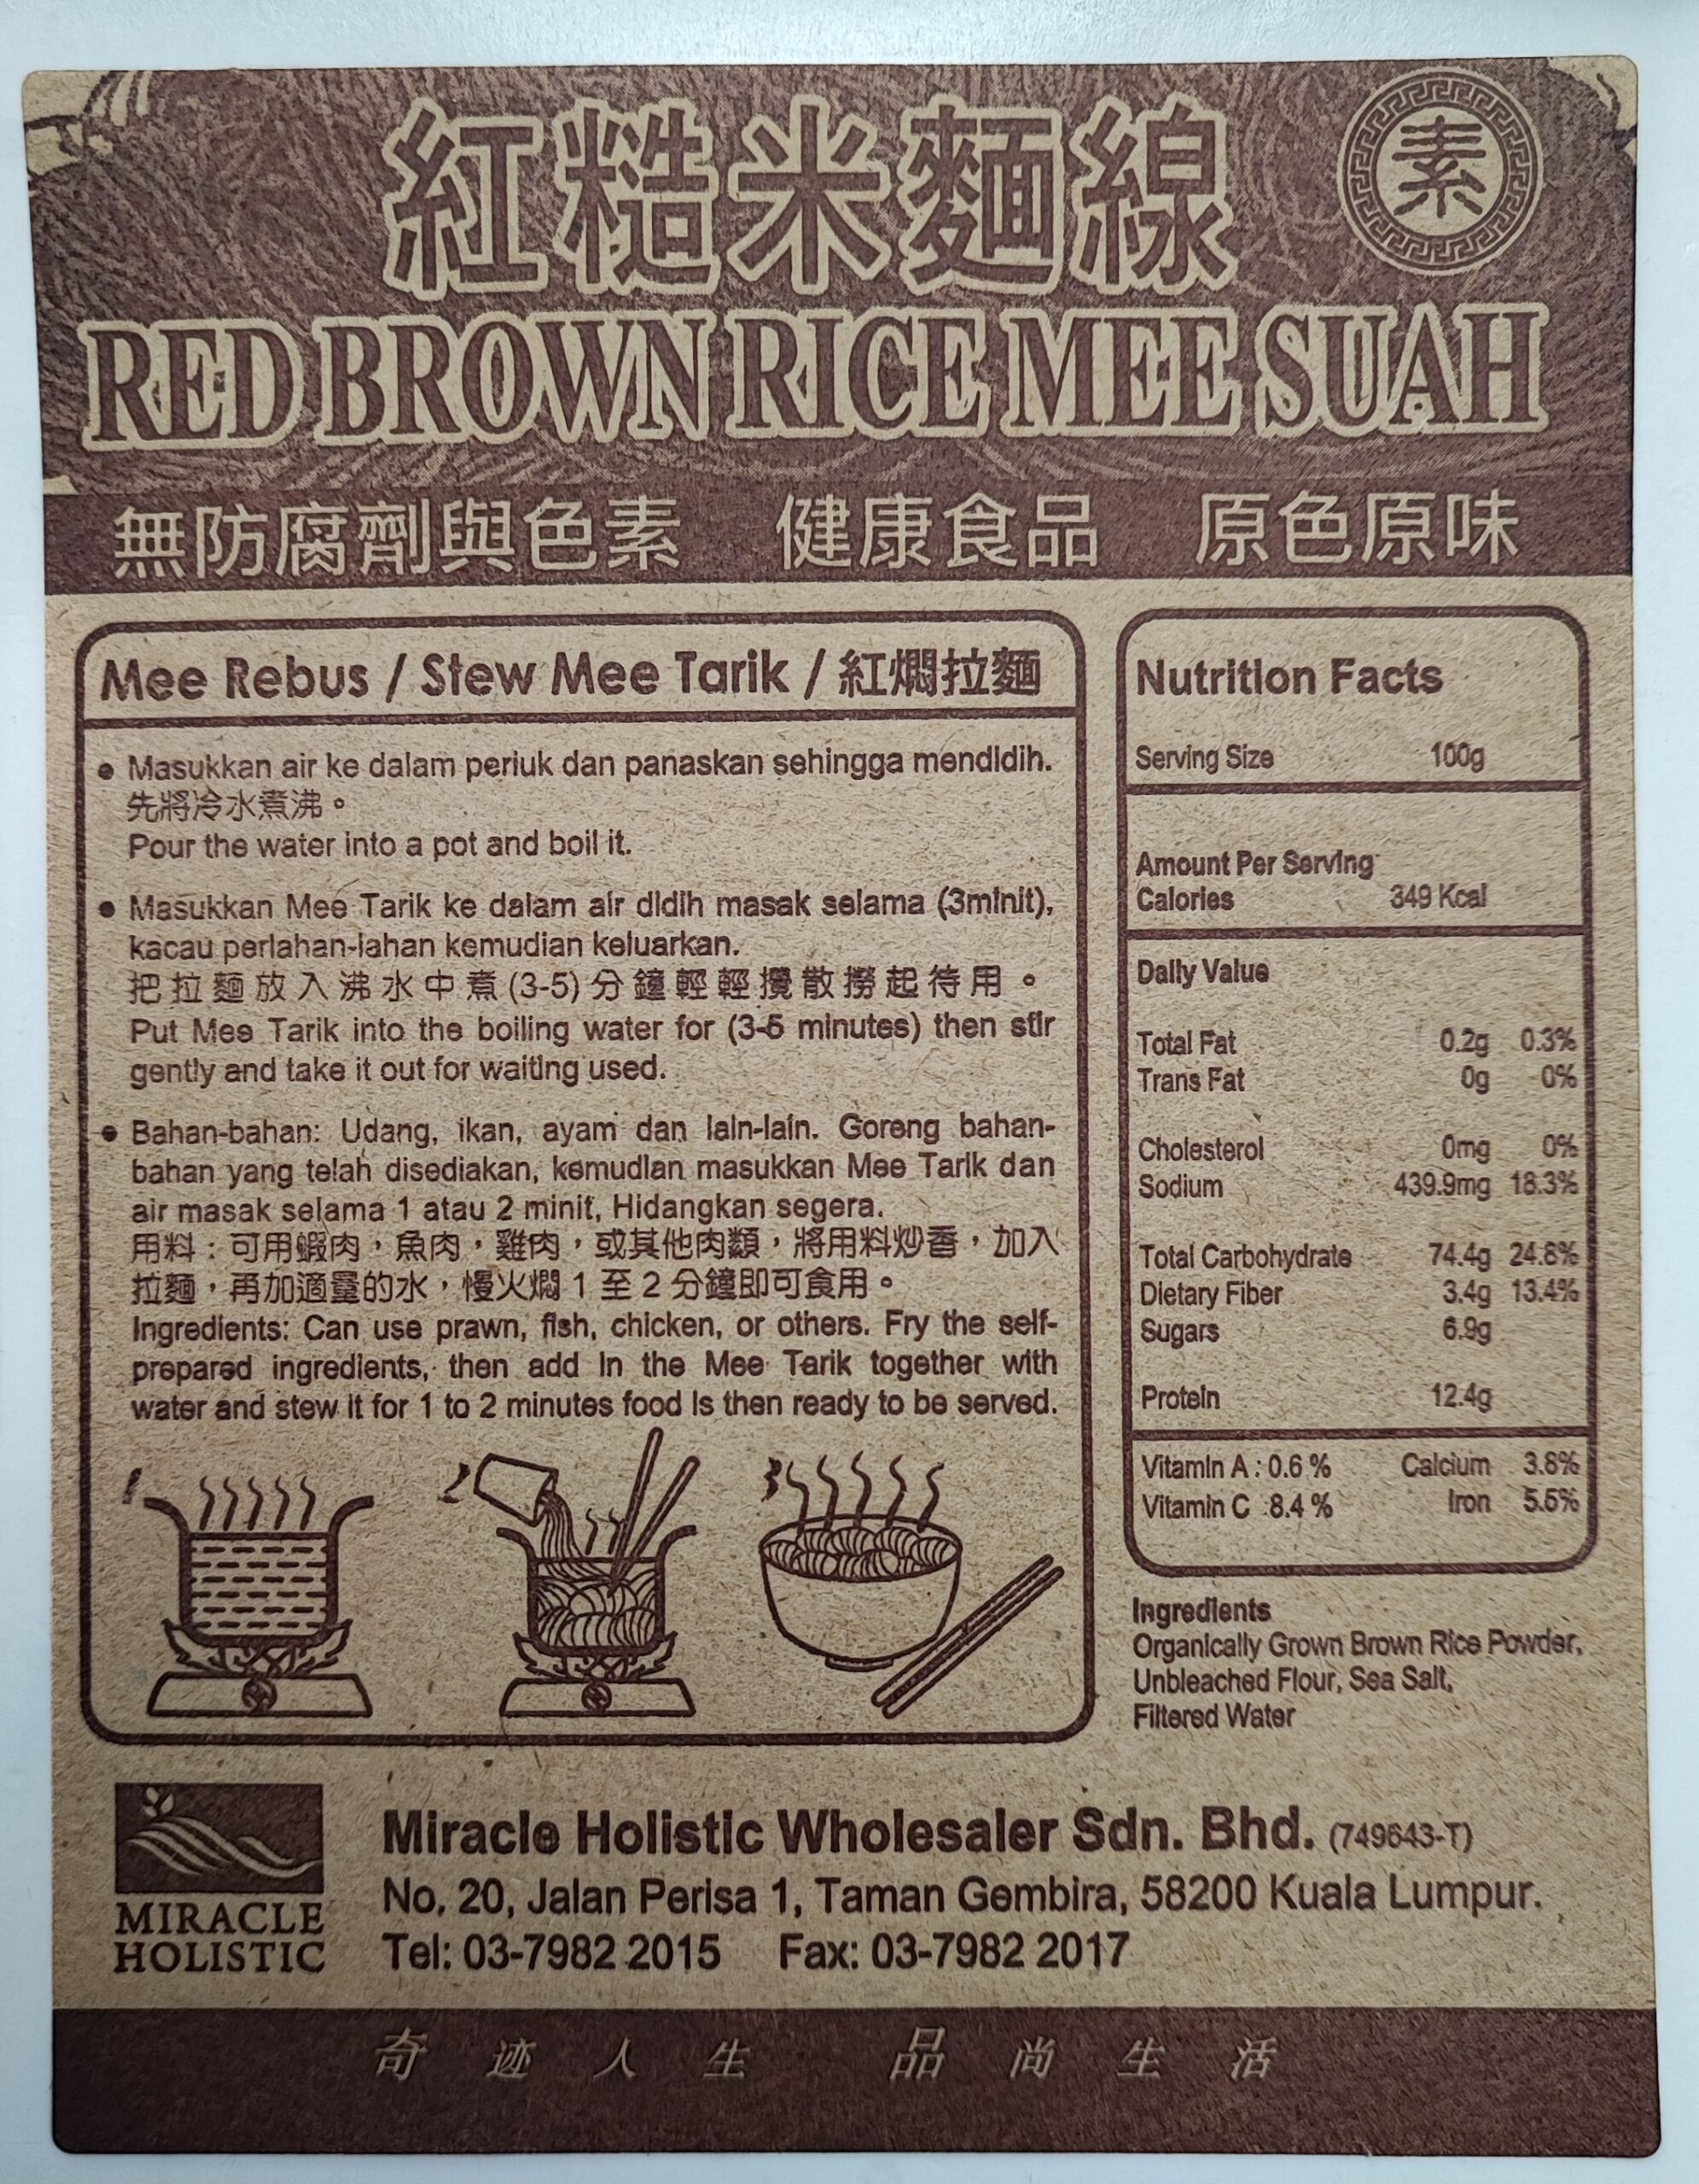 紅糙米麵線
素
RED BROWN RICE MEE SUAH
無防腐劑與色素 健康食品 原色原味
Mee Rebus / Stew Mee Tarik / 紅燜拉麵
• Masukkan air ke dalam periuk dan panaskan sehingga mendidih.
先將冷水煮沸。
Pour the water into a pot and boil it.
• Masukkan Mee Tarik ke dalam air didih masak selama (3minit),
kacau perlahan-lahan kemudian keluarkan.
把拉麵放入沸水中煮(3-5)分鐘輕輕攪散撈起待用。
Put Mee Tarik into the boiling water for (3-5 minutes) then stir
gently and take it out for waiting used.
• Bahan-bahan: Udang, ikan, ayam dan lain-lain. Goreng bahan-
bahan yang telah disediakan, kemudian masukkan Mee Tarik dan
air masak selama 1 atau 2 minit, Hidangkan segera.
用料：可用蝦肉，魚肉，雞肉，或其他肉類，將用料炒香，加入
拉麵，再加適量的水，慢火燜 1 至 2 分鐘即可食用。
Ingredients: Can use prawn, fish, chicken, or others. Fry the self-
prepared ingredients, then add in the Mee Tarik together with
water and stew it for 1 to 2 minutes food is then ready to be served.
1 2 3
Nutrition Facts
Serving Size 100g
Amount Per Serving
Calories 349 Kcal
Daily Value
Total Fat 0.2g 0.3%
Trans Fat 0g 0%
Cholesterol 0mg 0%
Sodium 439.9mg 18.3%
Total Carbohydrate 74.4g 24.8%
Dietary Fiber 3.4g 13.4%
Sugars 6.9g
Protein 12.4g
Vitamin A : 0.6 % Calcium 3.8%
Vitamin C : 8.4 % Iron 5.5%
Ingredients
Organically Grown Brown Rice Powder,
Unbleached Flour, Sea Salt,
Filtered Water
MIRACLE
HOLISTIC
Miracle Holistic Wholesaler Sdn. Bhd. (749643-T)
No. 20, Jalan Perisa 1, Taman Gembira, 58200 Kuala Lumpur.
Tel: 03-7982 2015 Fax: 03-7982 2017
奇迹人生 品尚生活